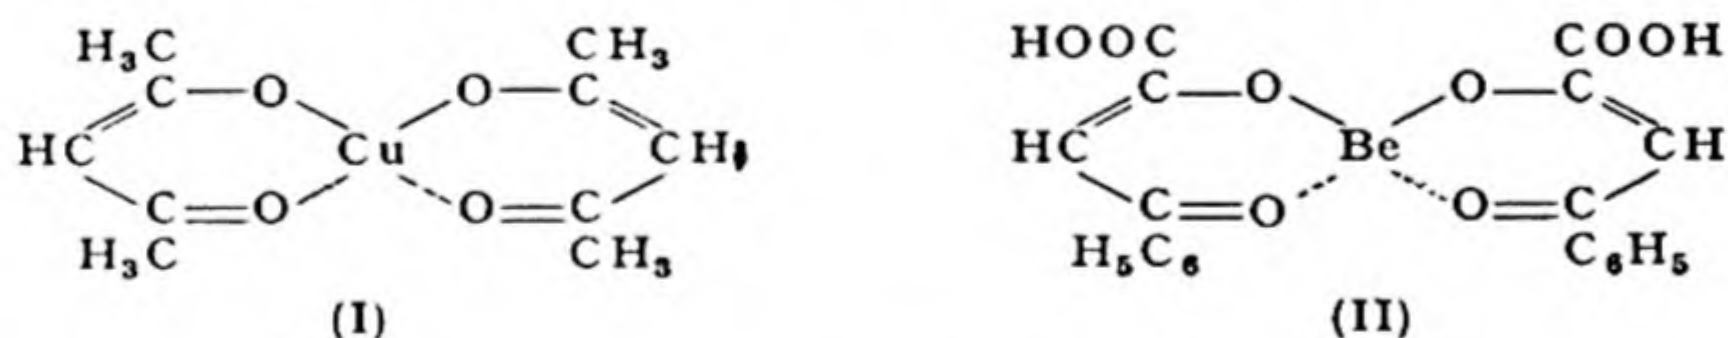 H₃C CH₃ HOOC COOH
C—O O—C C—O O—C
HC Cu CH, HC Be CH
C=O O=C C=O O=C
H₃C CH₃ H₅C₆ C₆H₅
(I) (II)